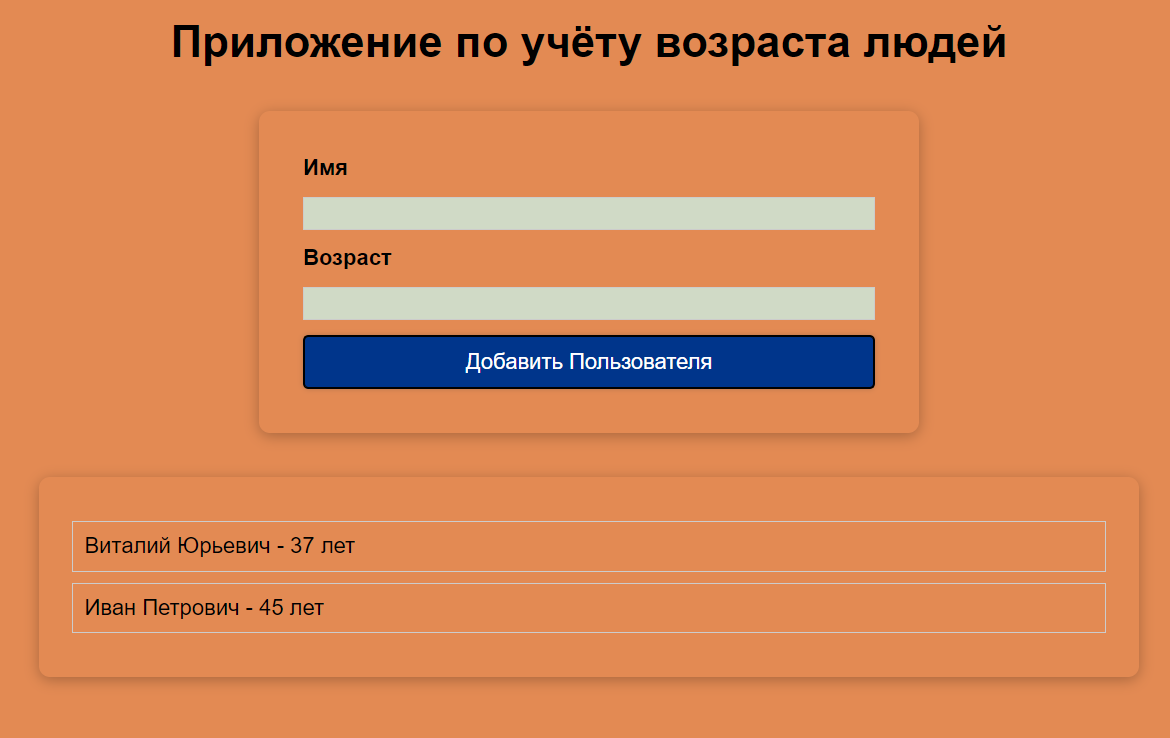 Приложение по учёту возраста людей
Имя
Возраст
Добавить Пользователя
Виталий Юрьевич - 37 лет
Иван Петрович - 45 лет